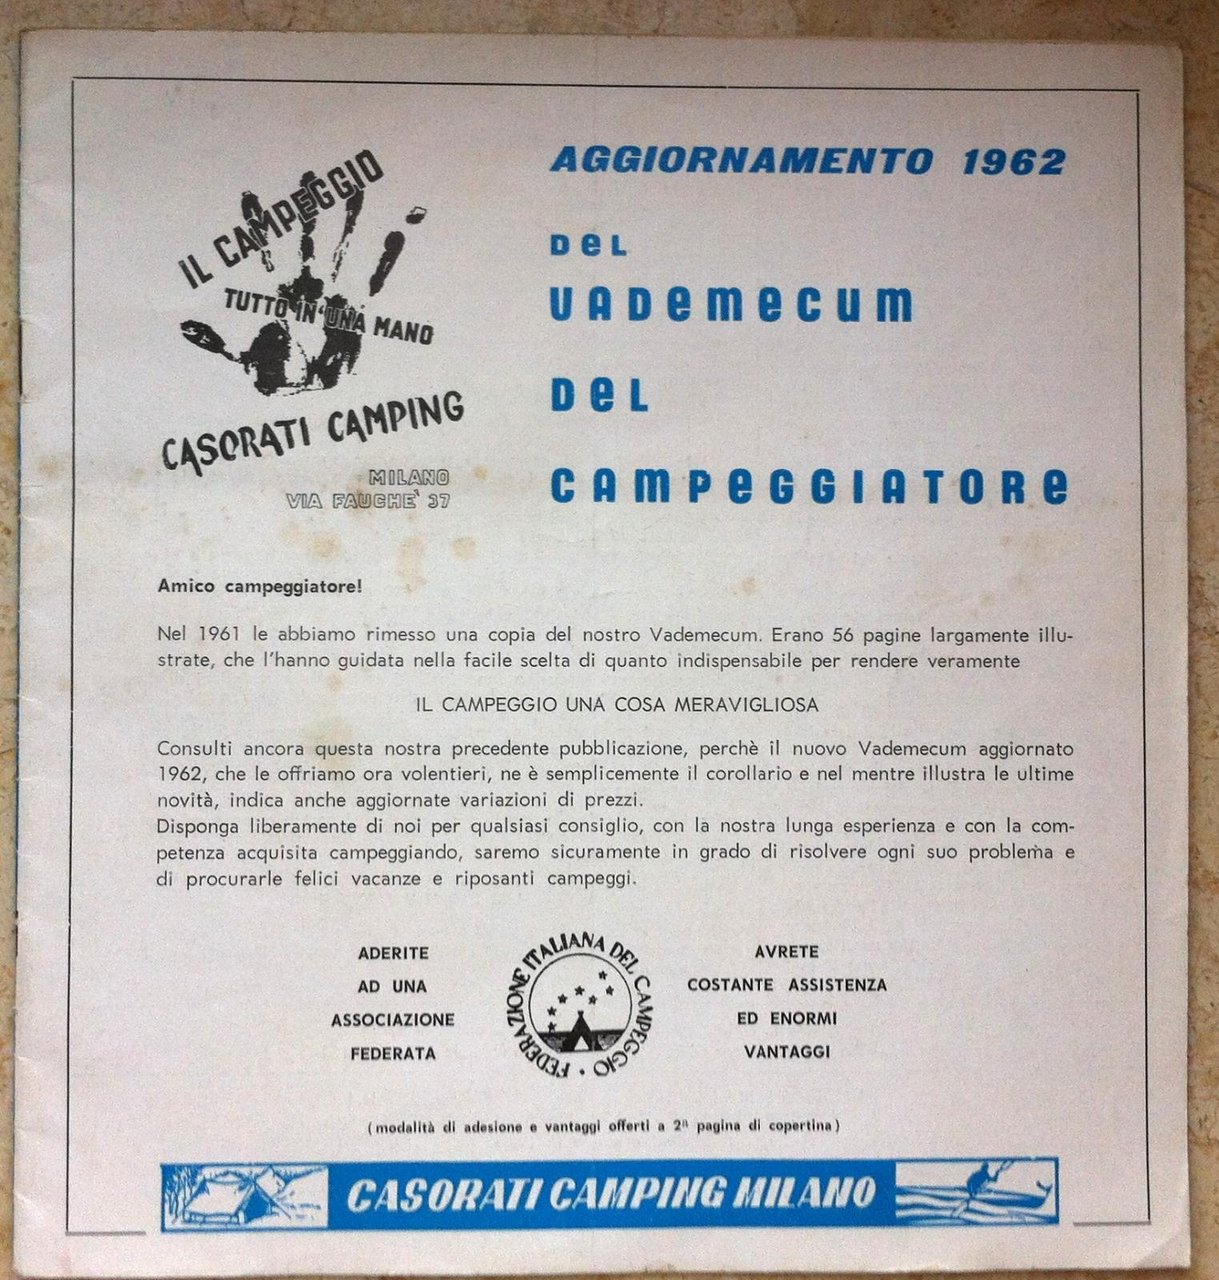 IL CAMPEGGIO
TUTTO IN UNA MANO
CASORATI CAMPING
MILANO
VIA FAUCHE' 37
AGGIORNAMENTO 1962
DEL
VADEMECUM
DEL
CAMPEGGIATORE
Amico campeggiatore!
Nel 1961 le abbiamo rimesso una copia del nostro Vademecum. Erano 56 pagine largamente illu-
strate, che l'hanno guidata nella facile scelta di quanto indispensabile per rendere veramente
IL CAMPEGGIO UNA COSA MERAVIGLIOSA
Consulti ancora questa nostra precedente pubblicazione, perchè il nuovo Vademecum aggiornato
1962, che le offriamo ora volentieri, ne è semplicemente il corollario e nel mentre illustra le ultime
novità, indica anche aggiornate variazioni di prezzi.
Disponga liberamente di noi per qualsiasi consiglio, con la nostra lunga esperienza e con la com-
petenza acquisita campeggiando, saremo sicuramente in grado di risolvere ogni suo problema e
di procurarle felici vacanze e riposanti campeggi.
ADERITE
AD UNA
ASSOCIAZIONE
FEDERATA
FEDERAZIONE ITALIANA DEL CAMPEGGIO
AVRETE
COSTANTE ASSISTENZA
ED ENORMI
VANTAGGI
(modalità di adesione e vantaggi offerti a 2ª pagina di copertina)
CASORATI CAMPING MILANO